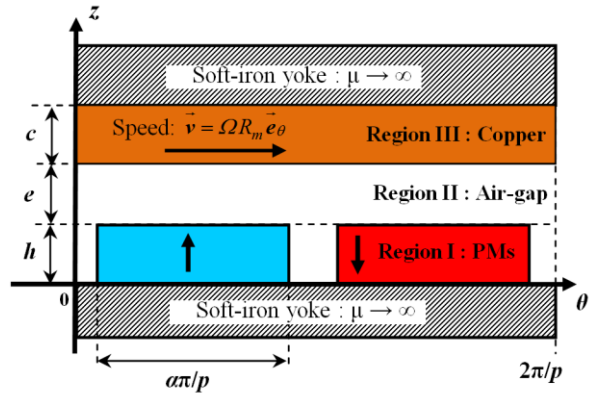 z
Soft-iron yoke : μ → ∞
c
Speed: v⃗ = ΩR_m e⃗_θ
Region III : Copper
e
Region II : Air-gap
h
Region I : PMs
0
Soft-iron yoke : μ → ∞
θ
απ/p
2π/p